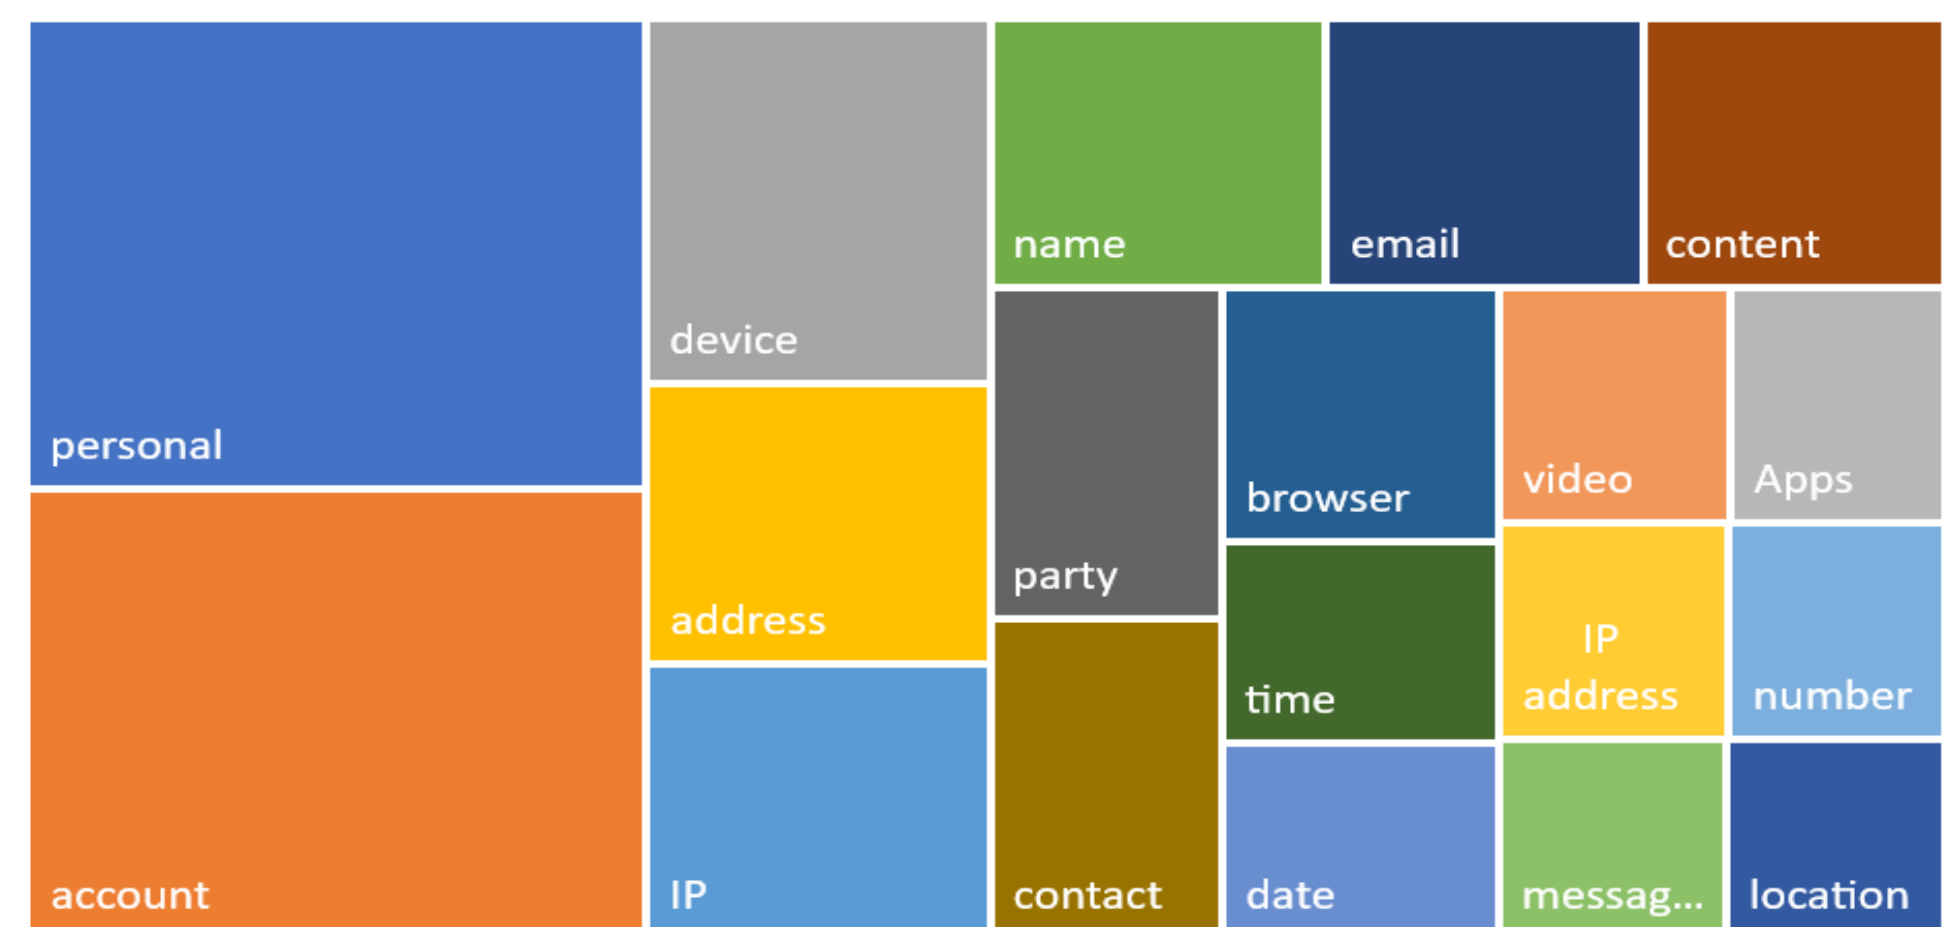 personal
account
device
address
IP
name
email
content
party
contact
browser
time
date
video
Apps
IP
address
number
messag...
location